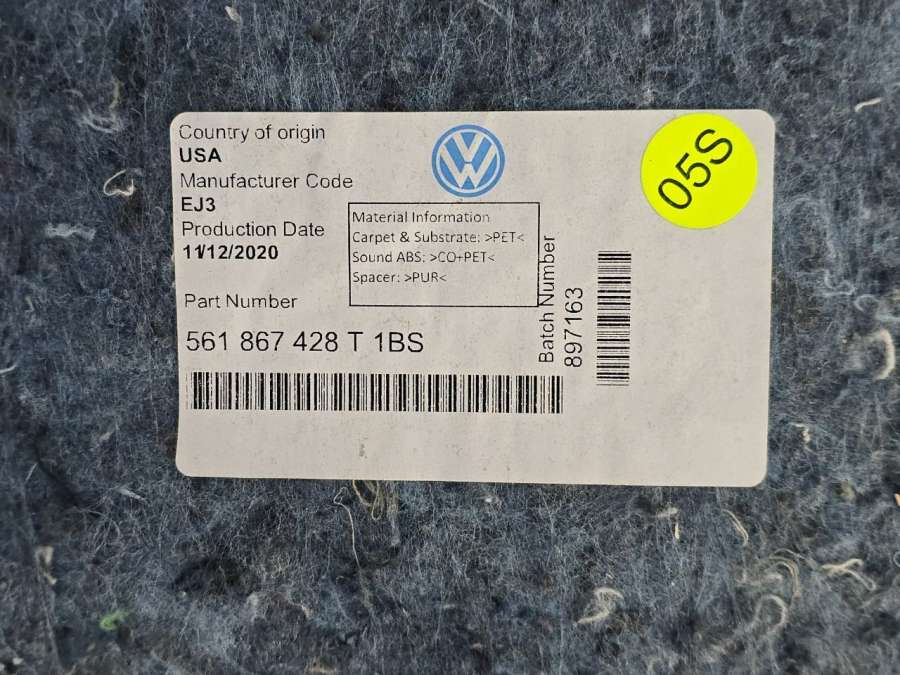 Country of origin
USA
Manufacturer Code
EJ3
Production Date
11/12/2020
Part Number
561 867 428 T 1BS
Material Information
Carpet & Substrate: >PET<
Sound ABS: >CO+PET<
Spacer: >PUR<
Batch Number
897163
05S